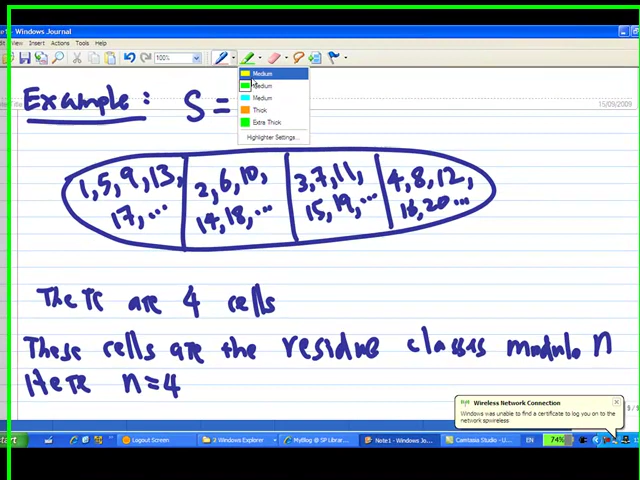 Note1 - Windows Journal
Insert Actions Tools Help
100%
Medium
Medium
Medium
Thick
Extra Thick
Highlighter Settings...
15/09/2009
Example: S =
1, 5, 9, 13, 17, ...
2, 6, 10, 14, 18, ...
3, 7, 11, 15, 19, ...
4, 8, 12, 16, 20 ...
There are 4 cells
These cells are the residue classes modulo n
Here n=4
Wireless Network Connection
Windows was unable to find a certificate to log you on to the network spwireless
start
Logout Screen
2 Windows Explorer
MyBlog @ SP Librar...
Note1 - Windows Jo...
Camtasia Studio - U...
74%